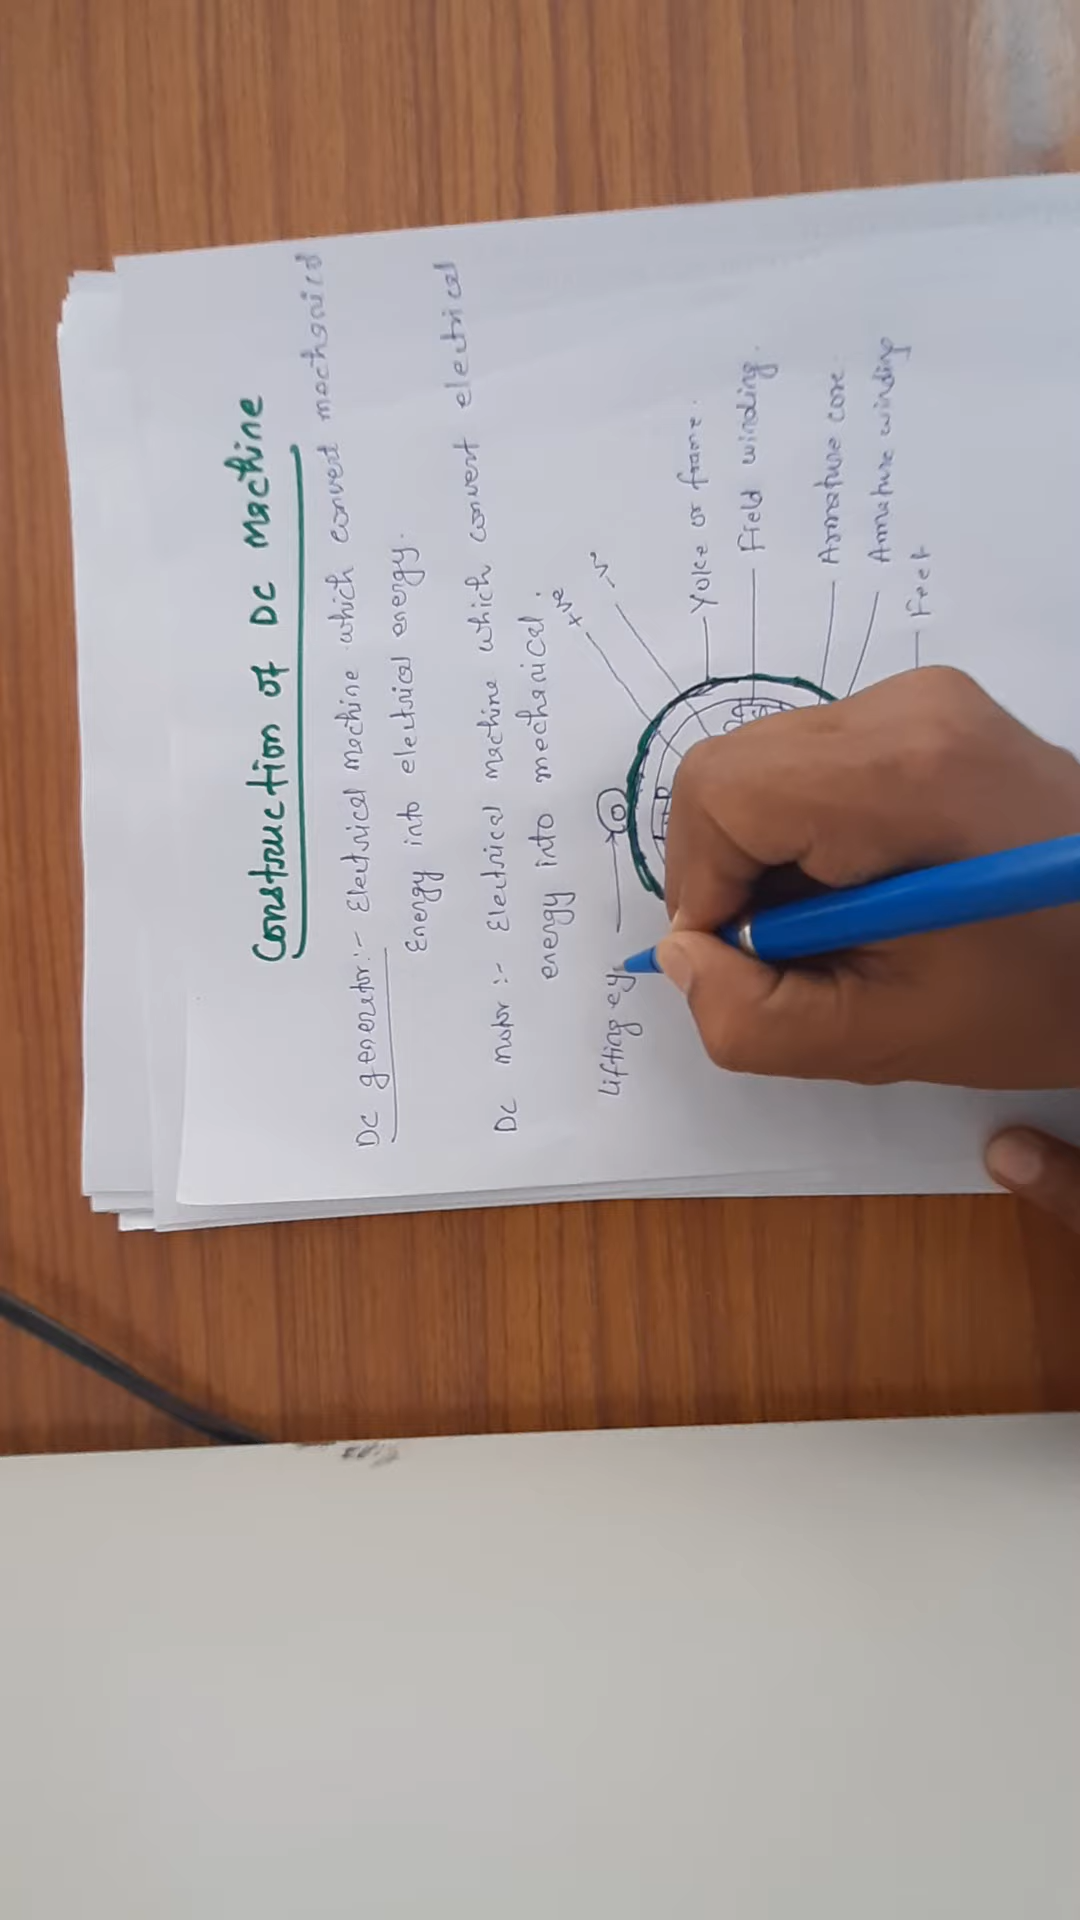 Construction of DC Machine
DC generator:- Electrical machine which convert mechanical
Energy into electrical energy.
DC motor :- Electrical machine which convert electrical
energy into mechanical.
+ve
-v
Lifting ey
Yoke or frame.
Field winding.
Armature core
Armature winding
Feet